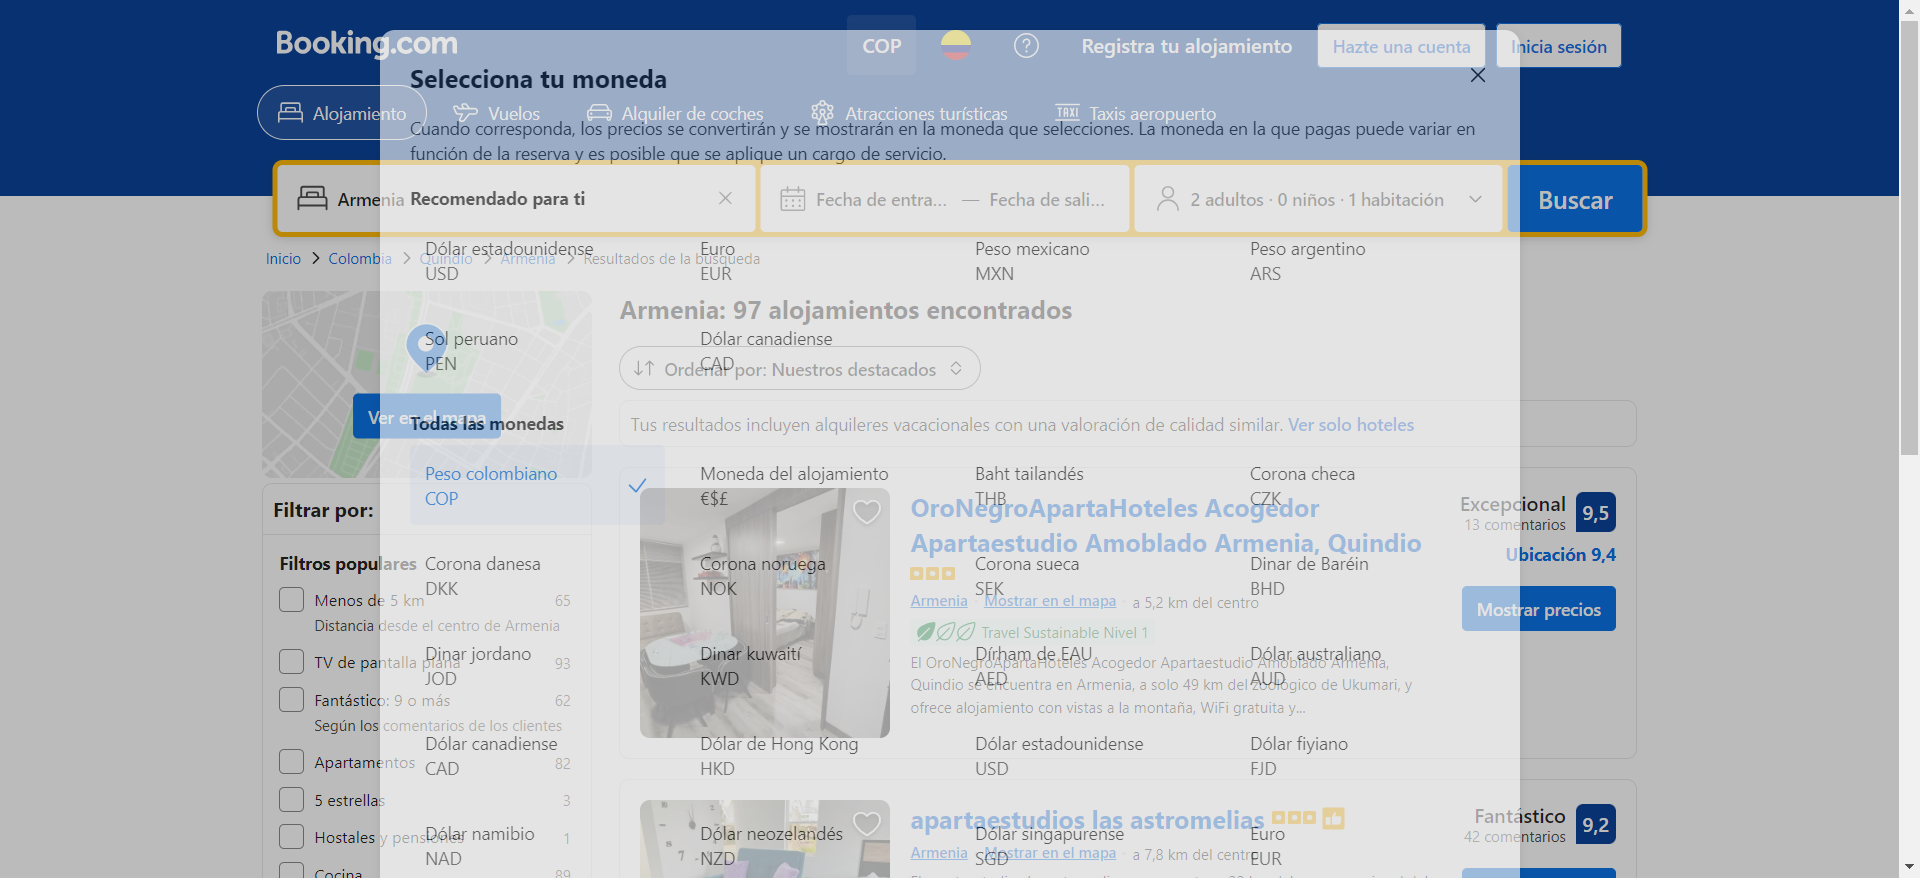 Booking.com
COP
Registra tu alojamiento
Hazte una cuenta
Inicia sesión
Selecciona tu moneda
Alojamiento
Vuelos
Alquiler de coches
Atracciones turísticas
TAXI
Taxis aeropuerto
Cuando corresponda, los precios se convertirán y se mostrarán en la moneda que selecciones. La moneda en la que pagas puede variar en
función de la reserva y es posible que se aplique un cargo de servicio.
Armenia
Recomendado para ti
Fecha de entra... — Fecha de sali...
2 adultos · 0 niños · 1 habitación
Buscar
Dólar estadounidense
USD
Euro
EUR
Peso mexicano
MXN
Peso argentino
ARS
Inicio > Colombia > Quindío > Armenia > Resultados de la búsqueda
Armenia: 97 alojamientos encontrados
Sol peruano
PEN
Dólar canadiense
CAD
Ordenar por: Nuestros destacados
Ver en el mapa
Todas las monedas
Tus resultados incluyen alquileres vacacionales con una valoración de calidad similar. Ver solo hoteles
Peso colombiano
COP
Moneda del alojamiento
€$£
Baht tailandés
THB
Corona checa
CZK
Filtrar por:
OroNegroApartaHoteles Acogedor
Apartaestudio Amoblado Armenia, Quindio
Excepcional
13 comentarios
9,5
Ubicación 9,4
Filtros populares
Corona danesa
DKK
Corona noruega
NOK
Corona sueca
SEK
Dinar de Baréin
BHD
Menos de 5 km
65
Distancia desde el centro de Armenia
Armenia
Mostrar en el mapa
a 5,2 km del centro
Mostrar precios
Travel Sustainable Nivel 1
TV de pantalla plana
93
Dinar jordano
JOD
Dinar kuwaití
KWD
Dírham de EAU
AED
Dólar australiano
AUD
El OroNegroApartaHoteles Acogedor Apartaestudio Amoblado Armenia,
Quindio se encuentra en Armenia, a solo 49 km del zoológico de Ukumari, y
ofrece alojamiento con vistas a la montaña, WiFi gratuita y...
Fantástico: 9 o más
62
Según los comentarios de los clientes
Dólar canadiense
CAD
Dólar de Hong Kong
HKD
Dólar estadounidense
USD
Dólar fiyiano
FJD
Apartamentos
82
5 estrellas
3
Hostales y pensiones
1
Cocina
89
apartaestudios las astromelias
Fantástico
42 comentarios
9,2
Dólar namibio
NAD
Dólar neozelandés
NZD
Dólar singapurense
SGD
Euro
EUR
Armenia
Mostrar en el mapa
a 7,8 km del centro